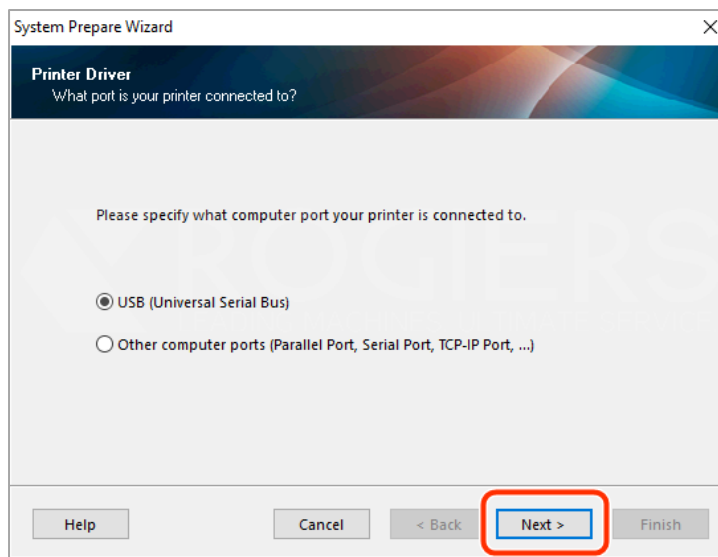 System Prepare Wizard
Printer Driver
What port is your printer connected to?
Please specify what computer port your printer is connected to.
ROGIERS
USB (Universal Serial Bus)
Other computer ports (Parallel Port, Serial Port, TCP-IP Port, ...)
Help Cancel < Back Next > Finish